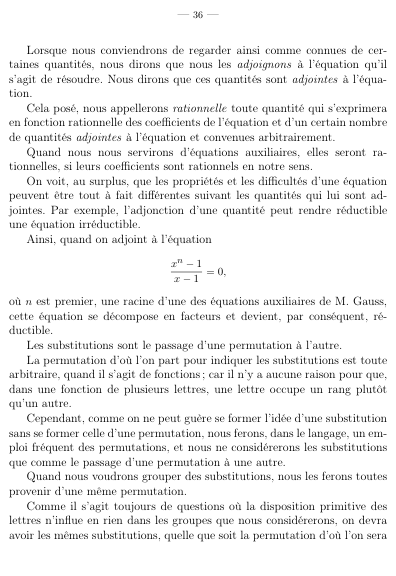 — 36 —
Lorsque nous conviendrons de regarder ainsi comme connues de cer-
taines quantités, nous dirons que nous les adjoignons à l'équation qu'il
s'agit de résoudre. Nous dirons que ces quantités sont adjointes à l'équa-
tion.
Cela posé, nous appellerons rationnelle toute quantité qui s'exprimera
en fonction rationnelle des coefficients de l'équation et d'un certain nombre
de quantités adjointes à l'équation et convenues arbitrairement.
Quand nous nous servirons d'équations auxiliaires, elles seront ra-
tionnelles, si leurs coefficients sont rationnels en notre sens.
On voit, au surplus, que les propriétés et les difficultés d'une équation
peuvent être tout à fait différentes suivant les quantités qui lui sont ad-
jointes. Par exemple, l'adjonction d'une quantité peut rendre réductible
une équation irréductible.
Ainsi, quand on adjoint à l'équation
xⁿ − 1
x − 1 = 0,
où n est premier, une racine d'une des équations auxiliaires de M. Gauss,
cette équation se décompose en facteurs et devient, par conséquent, ré-
ductible.
Les substitutions sont le passage d'une permutation à l'autre.
La permutation d'où l'on part pour indiquer les substitutions est toute
arbitraire, quand il s'agit de fonctions ; car il n'y a aucune raison pour que,
dans une fonction de plusieurs lettres, une lettre occupe un rang plutôt
qu'un autre.
Cependant, comme on ne peut guère se former l'idée d'une substitution
sans se former celle d'une permutation, nous ferons, dans le langage, un em-
ploi fréquent des permutations, et nous ne considérerons les substitutions
que comme le passage d'une permutation à une autre.
Quand nous voudrons grouper des substitutions, nous les ferons toutes
provenir d'une même permutation.
Comme il s'agit toujours de questions où la disposition primitive des
lettres n'influe en rien dans les groupes que nous considérerons, on devra
avoir les mêmes substitutions, quelle que soit la permutation d'où l'on sera